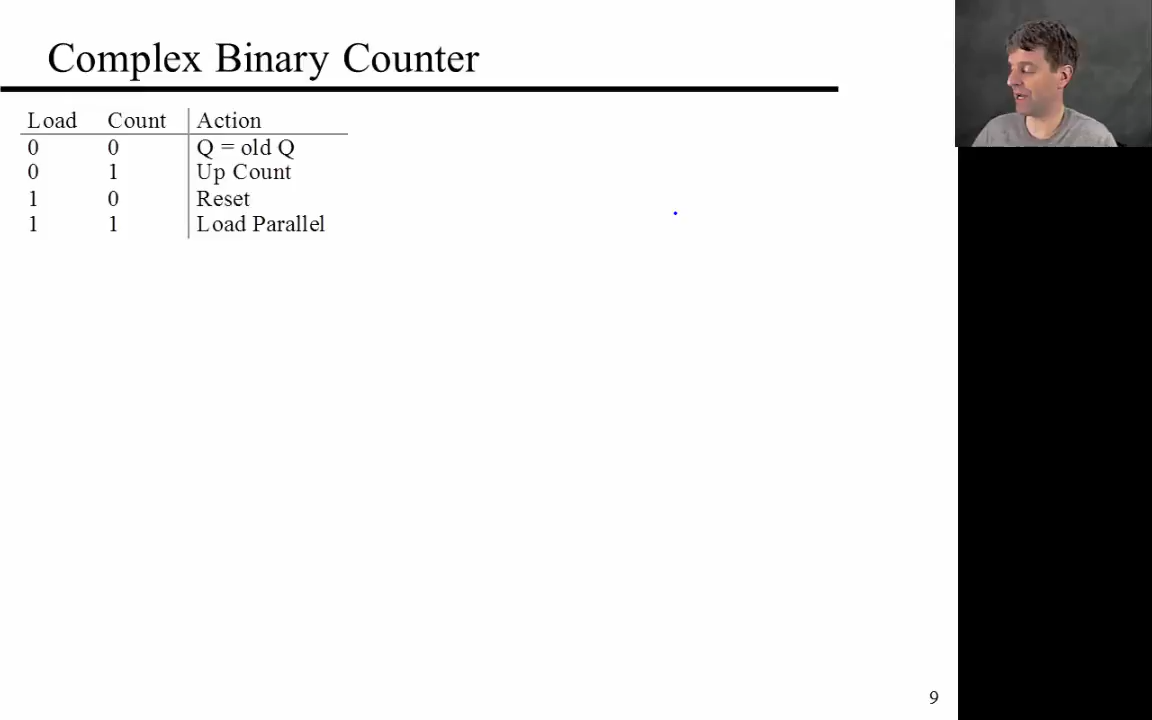 Complex Binary Counter
Load Count Action
0 0 Q = old Q
0 1 Up Count
1 0 Reset
1 1 Load Parallel
9